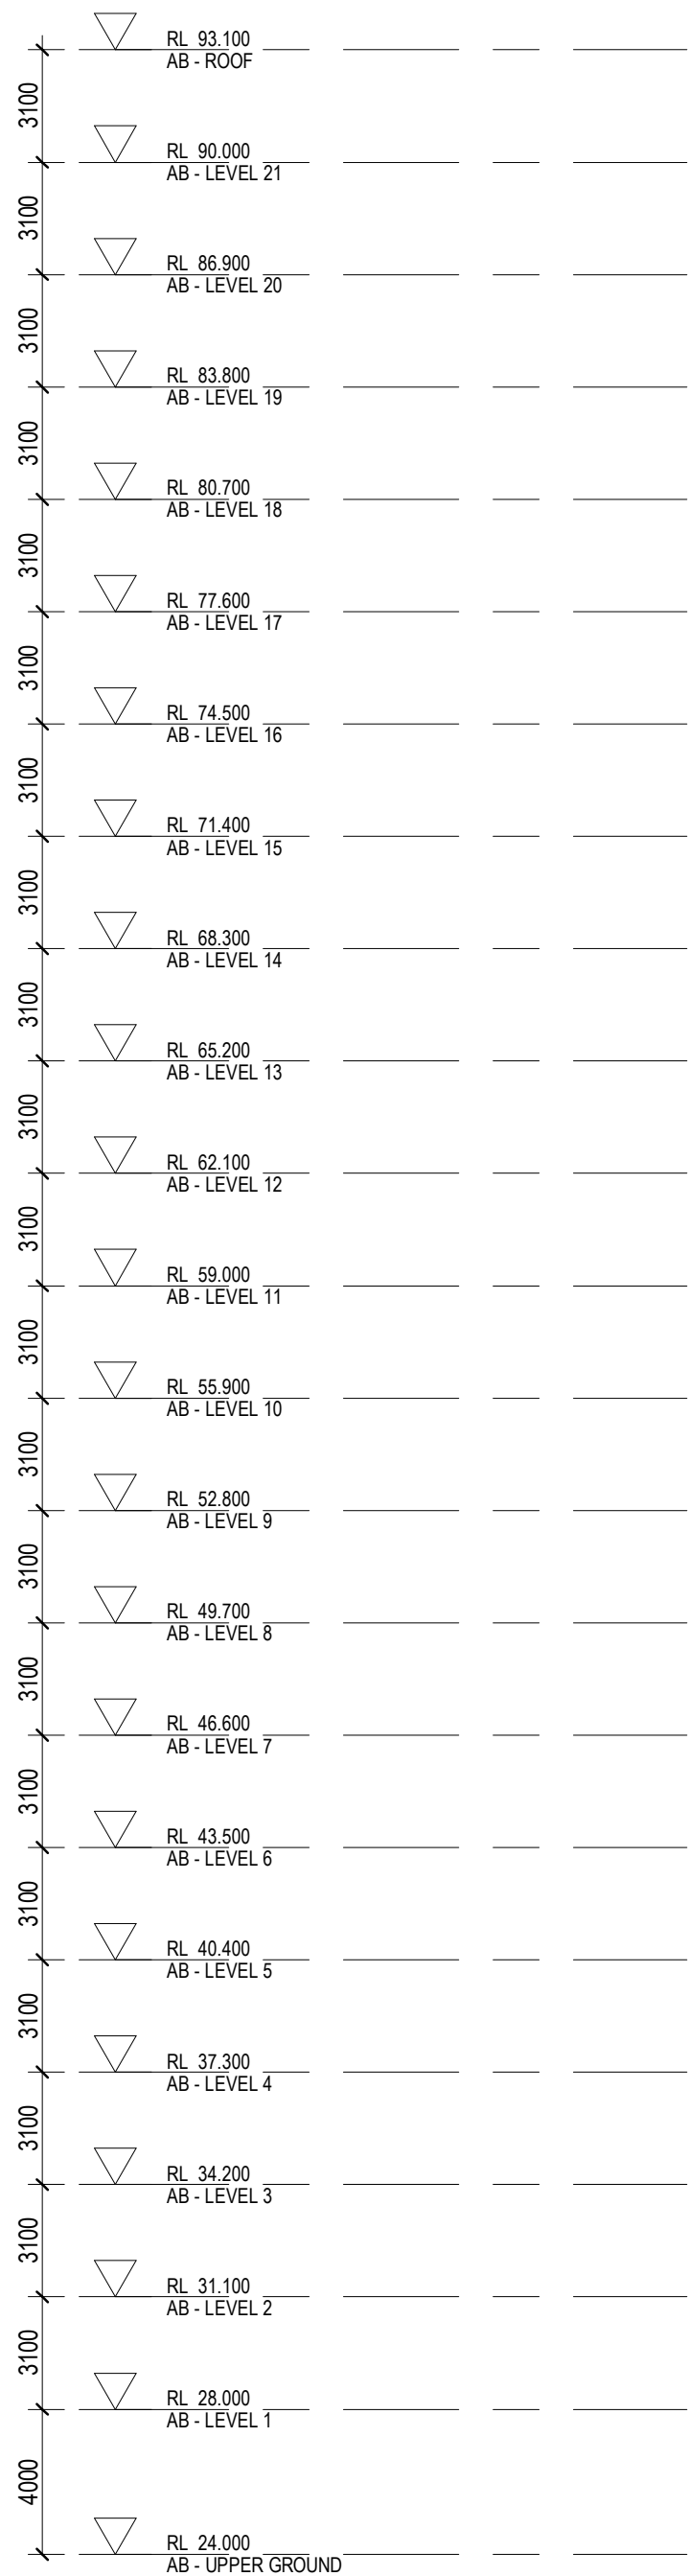 RL 93.100
AB - ROOF
3100
RL 90.000
AB - LEVEL 21
3100
RL 86.900
AB - LEVEL 20
3100
RL 83.800
AB - LEVEL 19
3100
RL 80.700
AB - LEVEL 18
3100
RL 77.600
AB - LEVEL 17
3100
RL 74.500
AB - LEVEL 16
3100
RL 71.400
AB - LEVEL 15
3100
RL 68.300
AB - LEVEL 14
3100
RL 65.200
AB - LEVEL 13
3100
RL 62.100
AB - LEVEL 12
3100
RL 59.000
AB - LEVEL 11
3100
RL 55.900
AB - LEVEL 10
3100
RL 52.800
AB - LEVEL 9
3100
RL 49.700
AB - LEVEL 8
3100
RL 46.600
AB - LEVEL 7
3100
RL 43.500
AB - LEVEL 6
3100
RL 40.400
AB - LEVEL 5
3100
RL 37.300
AB - LEVEL 4
3100
RL 34.200
AB - LEVEL 3
3100
RL 31.100
AB - LEVEL 2
3100
RL 28.000
AB - LEVEL 1
4000
RL 24.000
AB - UPPER GROUND